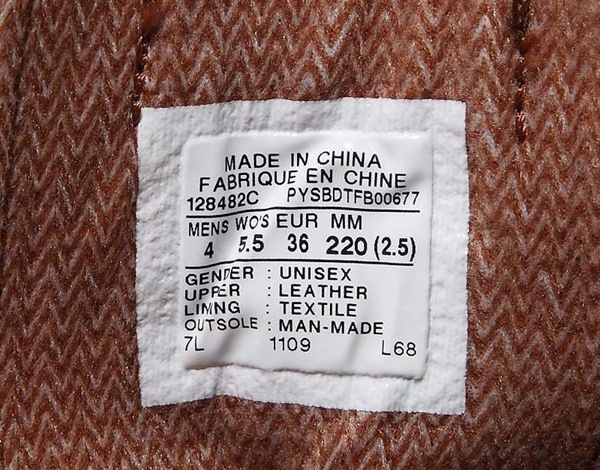 MADE IN CHINA
FABRIQUE EN CHINE
128482C PYSBDTFB00677
MENS WO'S EUR MM
4 5.5 36 220 (2.5)
GENDER : UNISEX
UPPER : LEATHER
LIMNG : TEXTILE
OUTSOLE : MAN-MADE
7L 1109 L68